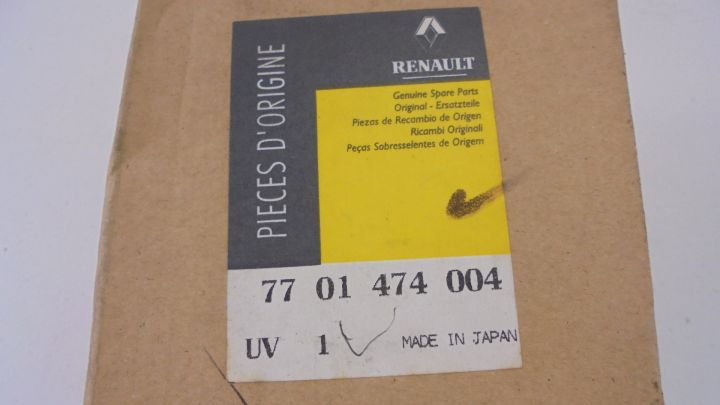 PIECES D'ORIGINE
RENAULT
Genuine Spare Parts
Original - Ersatzteile
Piezas de Recambio de Origen
Ricambi Originali
Peças Sobresselentes de Origem
77 01 474 004
UV 1 MADE IN JAPAN